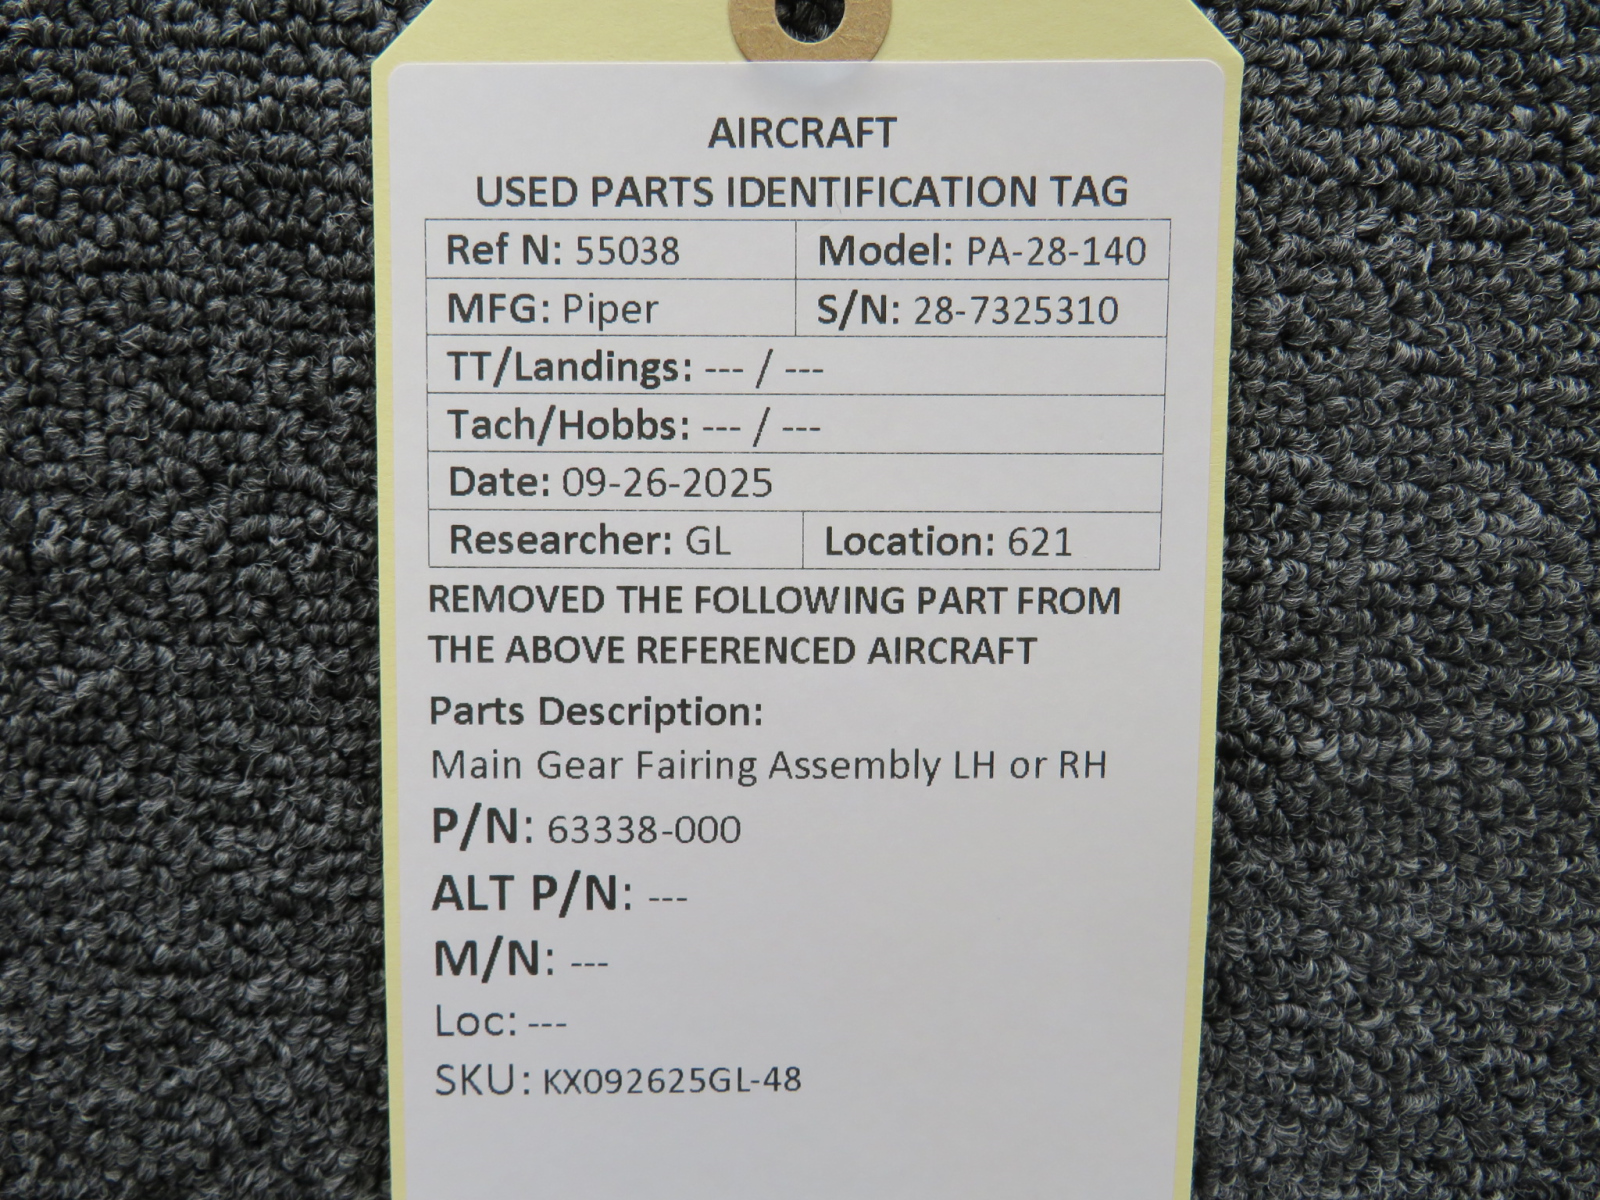 AIRCRAFT
USED PARTS IDENTIFICATION TAG
Ref N: 55038 Model: PA-28-140
MFG: Piper S/N: 28-7325310
TT/Landings: --- / ---
Tach/Hobbs: --- / ---
Date: 09-26-2025
Researcher: GL Location: 621
REMOVED THE FOLLOWING PART FROM
THE ABOVE REFERENCED AIRCRAFT
Parts Description:
Main Gear Fairing Assembly LH or RH
P/N: 63338-000
ALT P/N: ---
M/N: ---
Loc: ---
SKU: KX092625GL-48